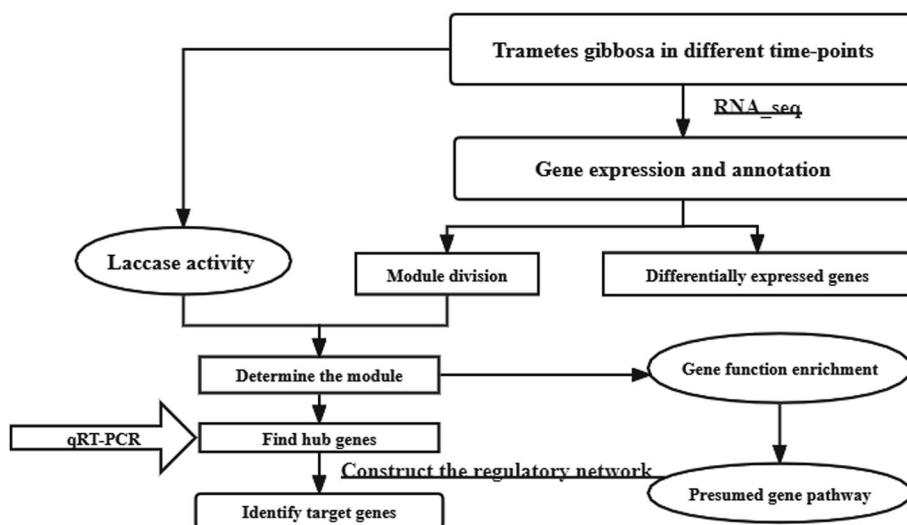 Trametes gibbosa in different time-points
RNA_seq
Gene expression and annotation
Laccase activity
Module division
Differentially expressed genes
Determine the module
Gene function enrichment
qRT-PCR
Find hub genes
Construct the regulatory network
Identify target genes
Presumed gene pathway